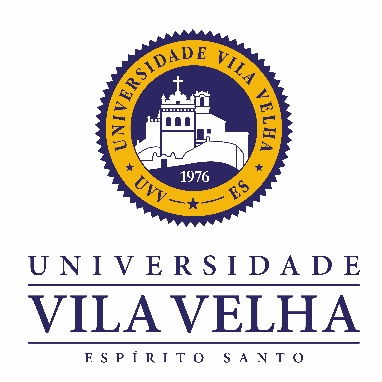 UNIVERSIDADE VILA VELHA
1976
UVV ★ ES
UNIVERSIDADE
VILA VELHA
ESPÍRITO SANTO